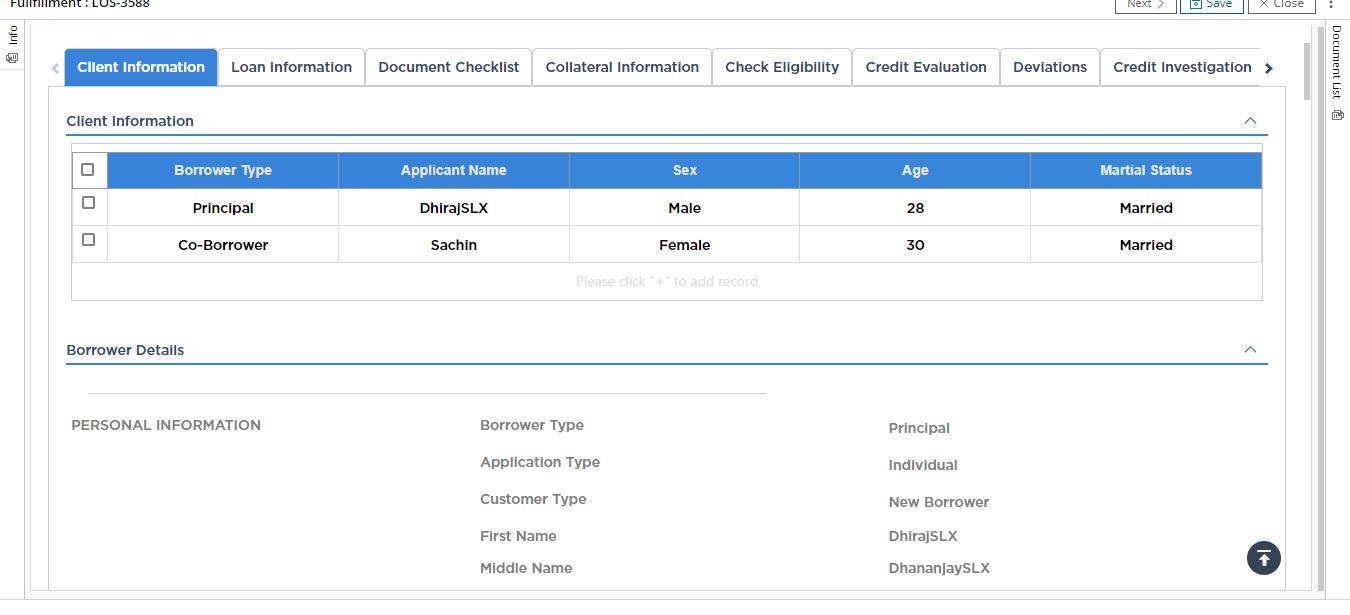 Fullfillment : LOS-3588
Next Save Close
Info
Document List
Client Information Loan Information Document Checklist Collateral Information Check Eligibility Credit Evaluation Deviations Credit Investigation
Client Information
Borrower Type Applicant Name Sex Age Martial Status
Principal DhirajSLX Male 28 Married
Co-Borrower Sachin Female 30 Married
Please click "+" to add record
Borrower Details
PERSONAL INFORMATION Borrower Type Principal
Application Type Individual
Customer Type New Borrower
First Name DhirajSLX
Middle Name DhananjaySLX